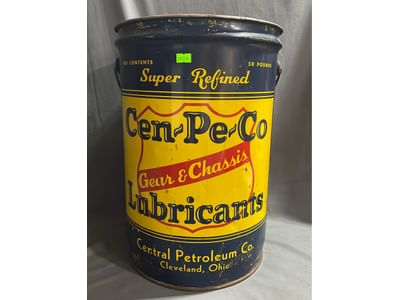 NET CONTENTS 50 POUNDS
Super Refined
Cen-Pe-Co
Gear & Chassis
Lubricants
Central Petroleum Co.
Cleveland, Ohio